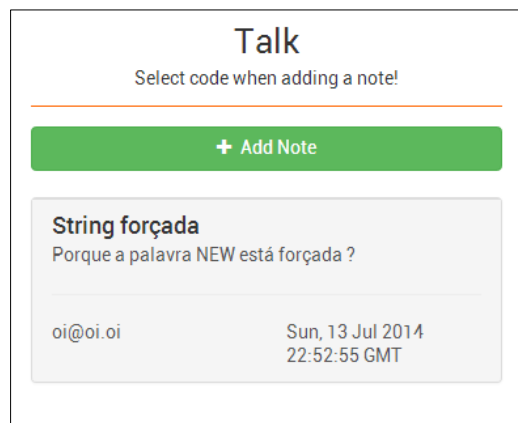 Talk
Select code when adding a note!
+ Add Note
String forçada
Porque a palavra NEW está forçada ?
oi@oi.oi
Sun, 13 Jul 2014
22:52:55 GMT